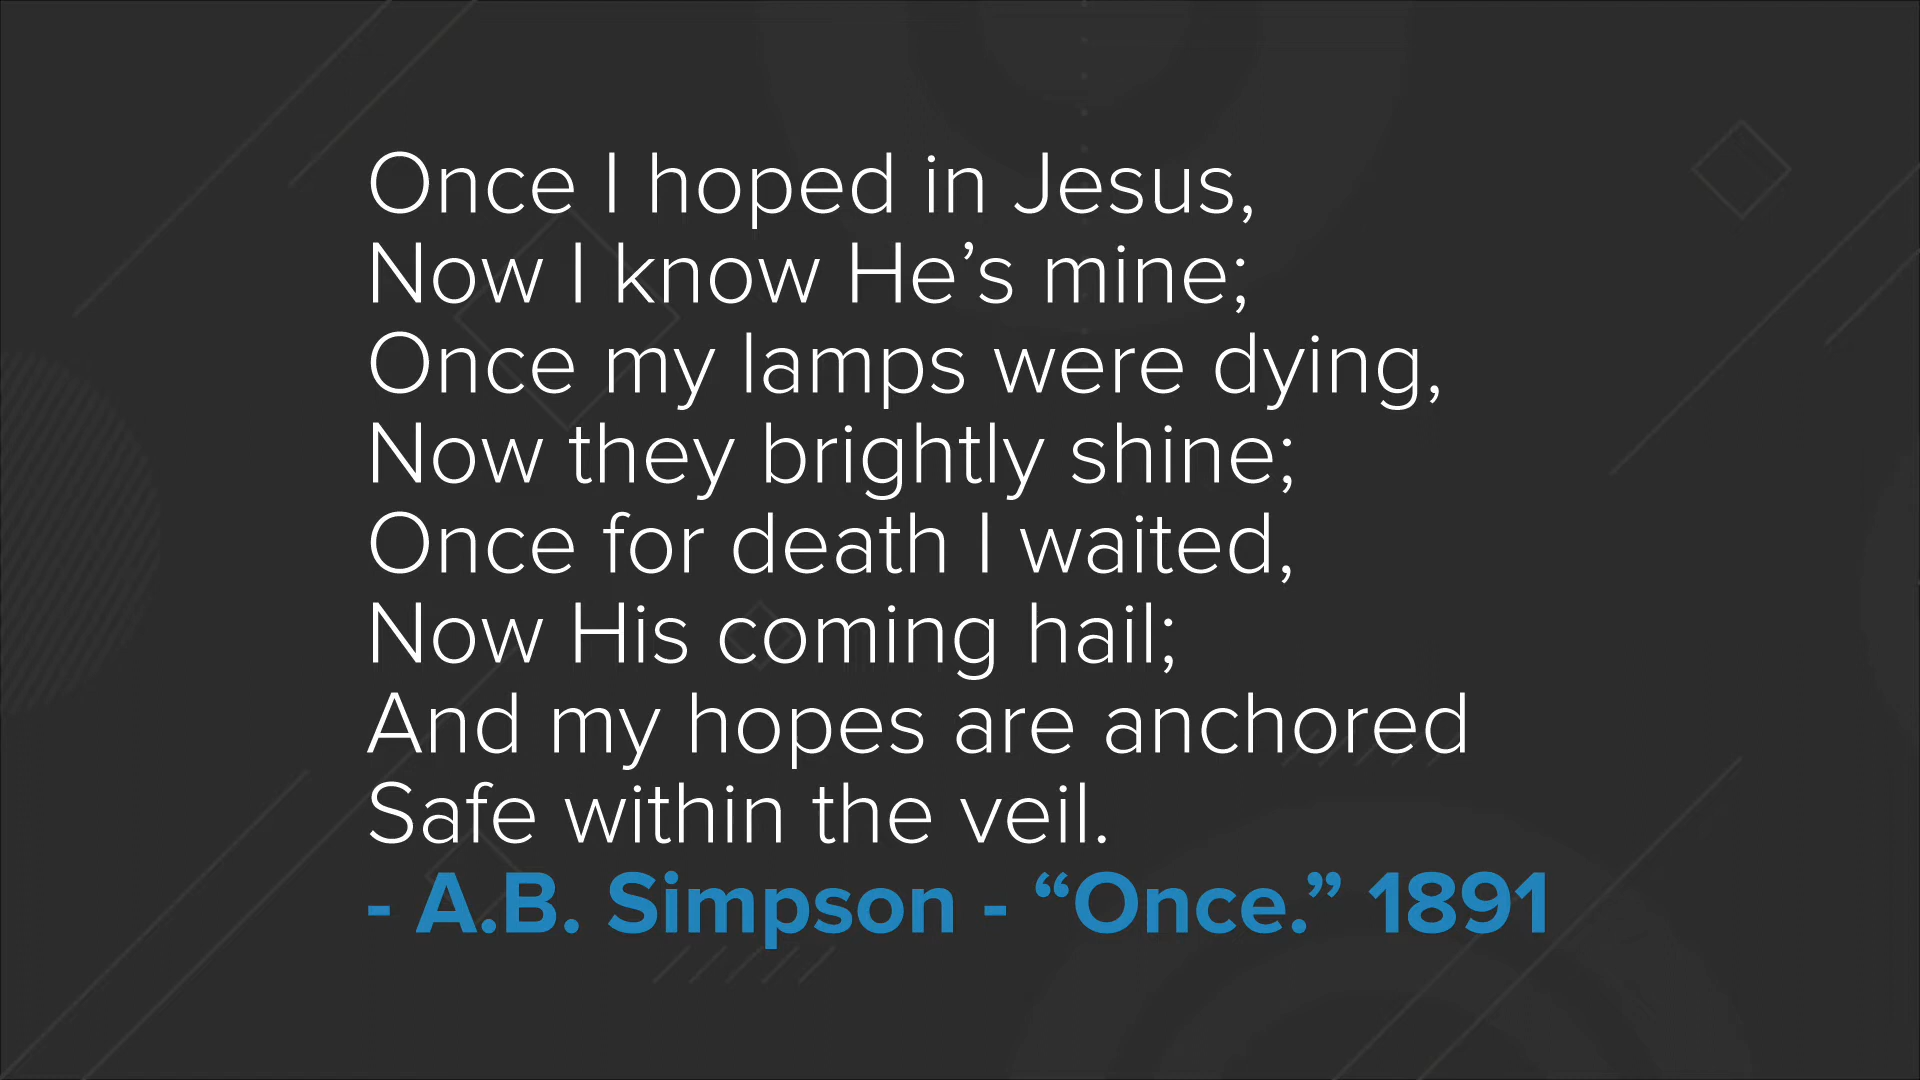 Once I hoped in Jesus,
Now I know He’s mine;
Once my lamps were dying,
Now they brightly shine;
Once for death I waited,
Now His coming hail;
And my hopes are anchored
Safe within the veil.
- A.B. Simpson - “Once.” 1891